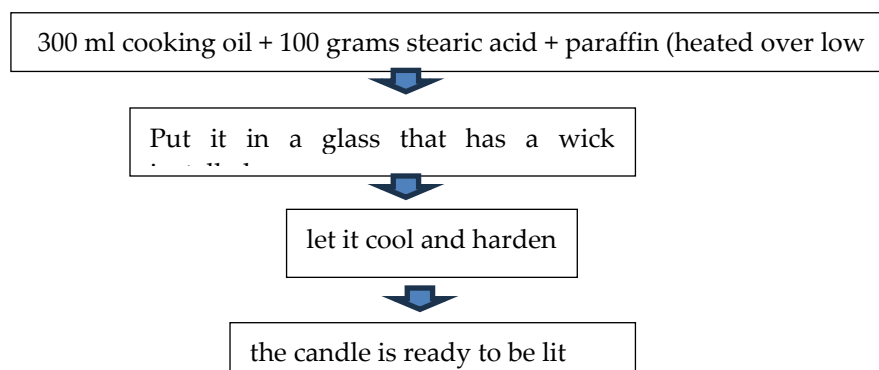 300 ml cooking oil + 100 grams stearic acid + paraffin (heated over low
Put it in a glass that has a wick
let it cool and harden
the candle is ready to be lit